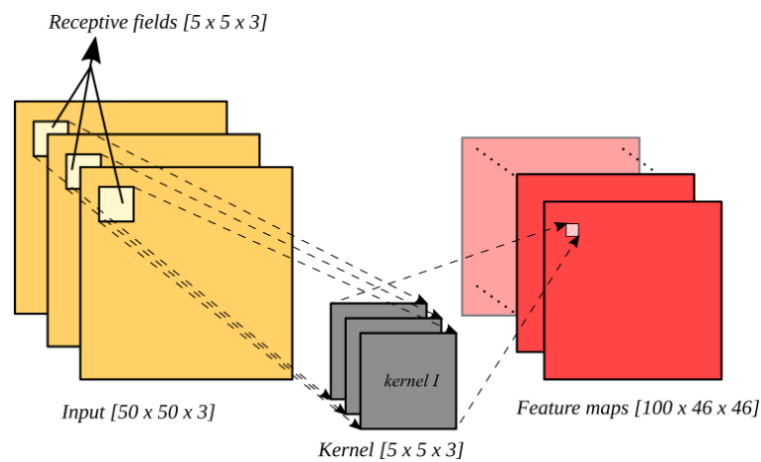 Receptive fields [5 x 5 x 3]
kernel I
Input [50 x 50 x 3]
Feature maps [100 x 46 x 46]
Kernel [5 x 5 x 3]